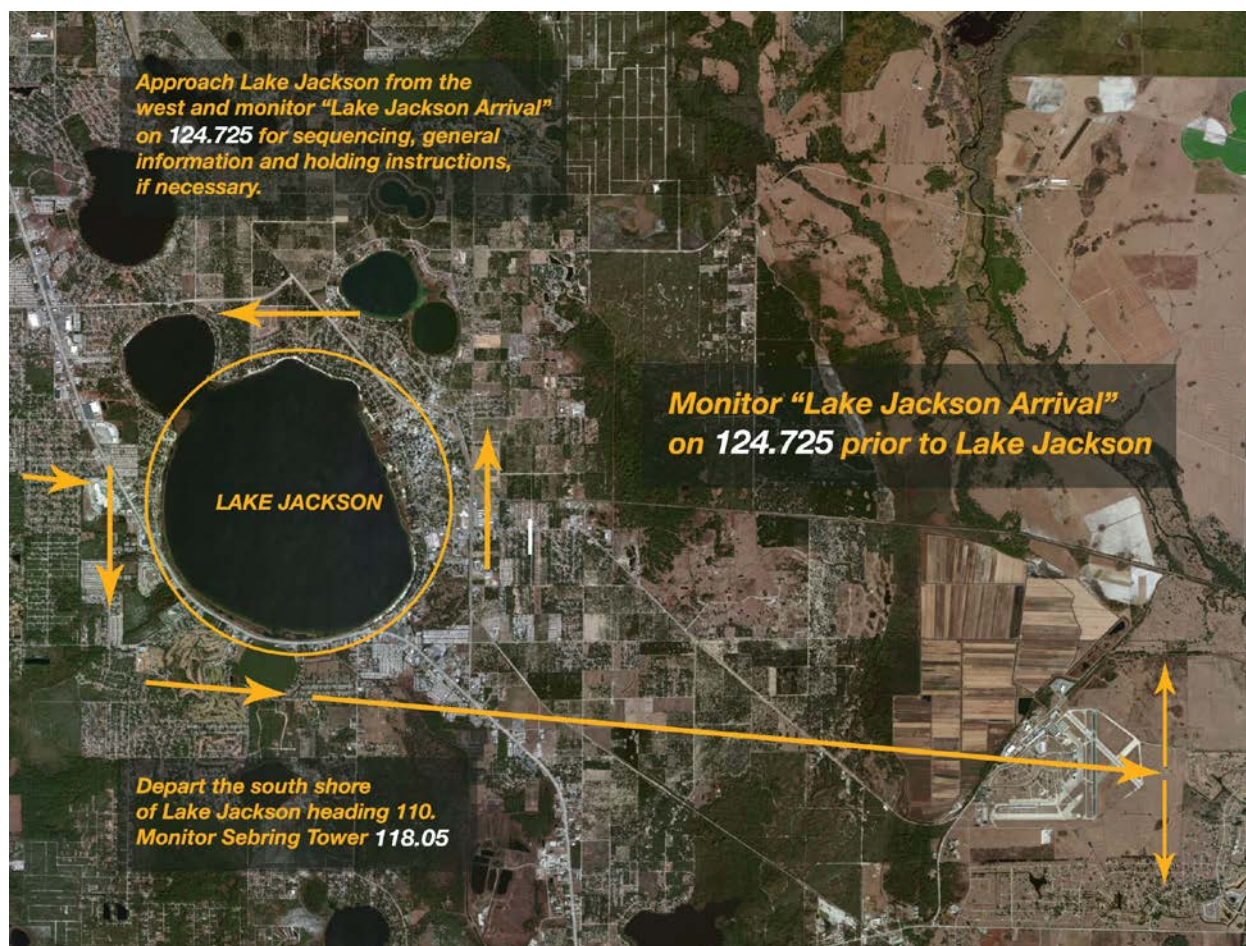 Approach Lake Jackson from the
west and monitor “Lake Jackson Arrival”
on 124.725 for sequencing, general
information and holding instructions,
if necessary.
Monitor “Lake Jackson Arrival”
on 124.725 prior to Lake Jackson
LAKE JACKSON
Depart the south shore
of Lake Jackson heading 110.
Monitor Sebring Tower 118.05